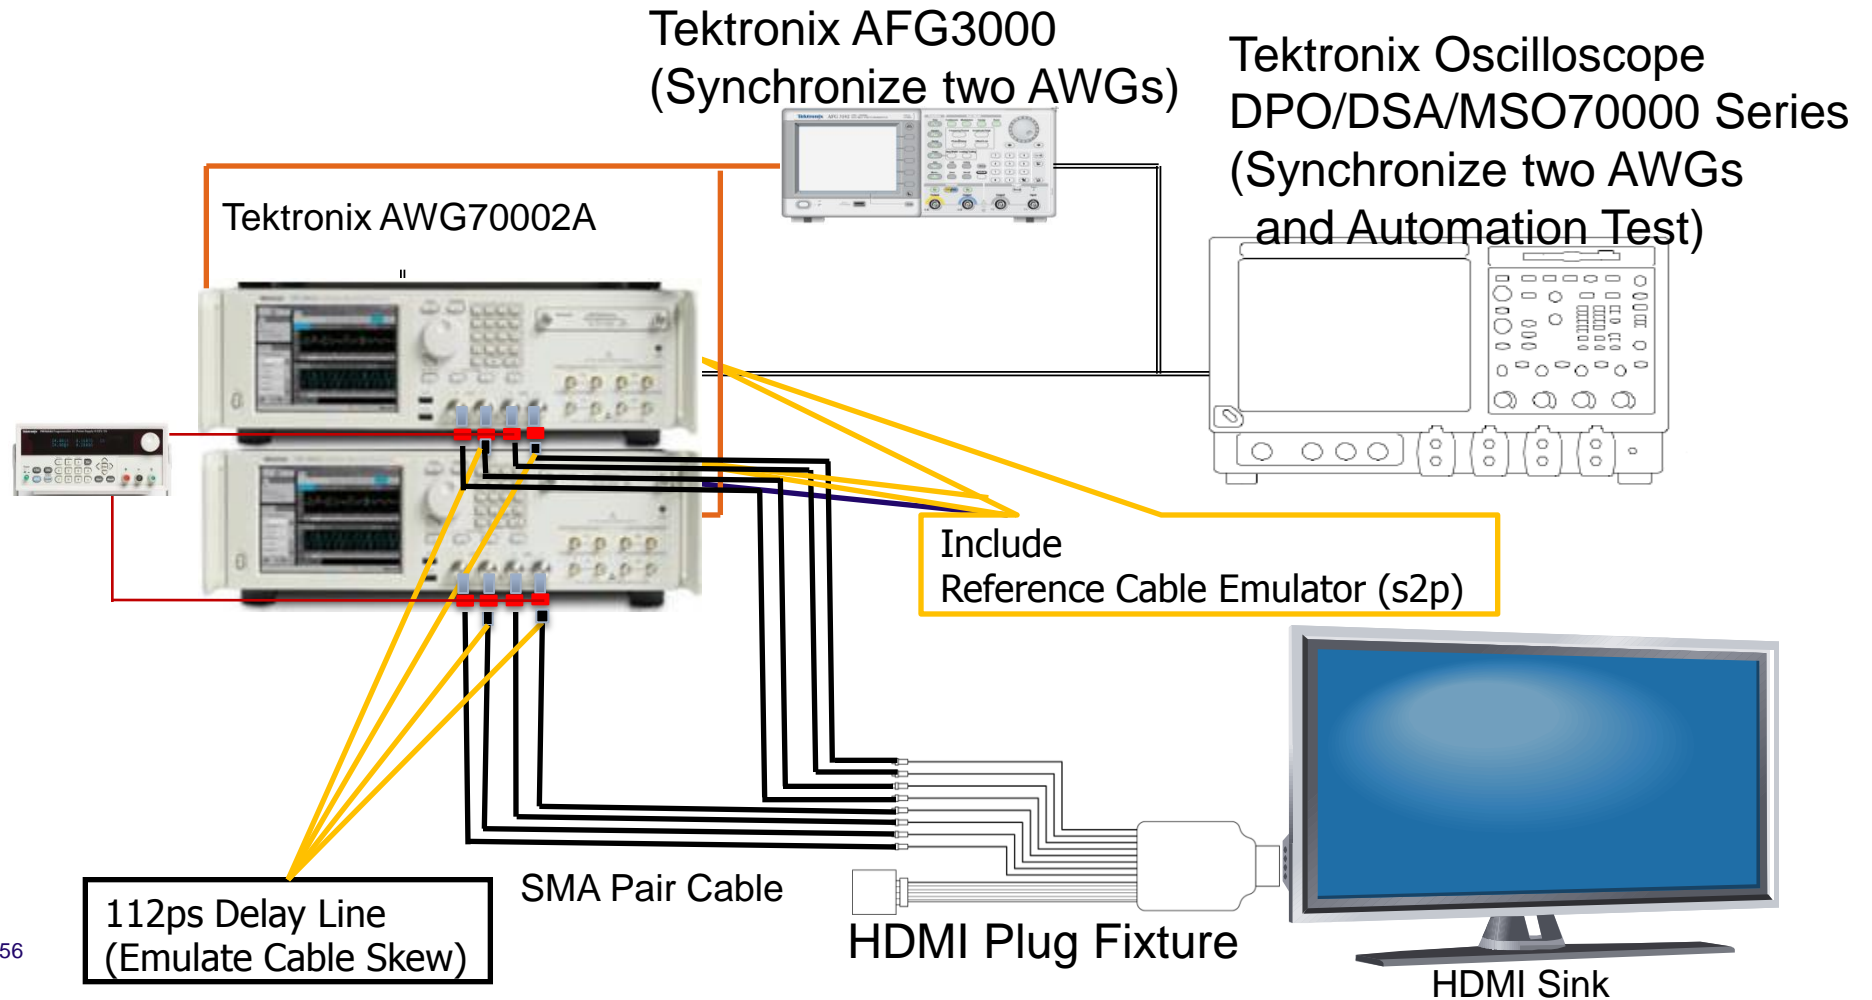 Tektronix AFG3000
(Synchronize two AWGs)
Tektronix Oscilloscope
DPO/DSA/MSO70000 Series
(Synchronize two AWGs
and Automation Test)
Tektronix AWG70002A
Include
Reference Cable Emulator (s2p)
112ps Delay Line
(Emulate Cable Skew)
SMA Pair Cable
HDMI Plug Fixture
HDMI Sink
56